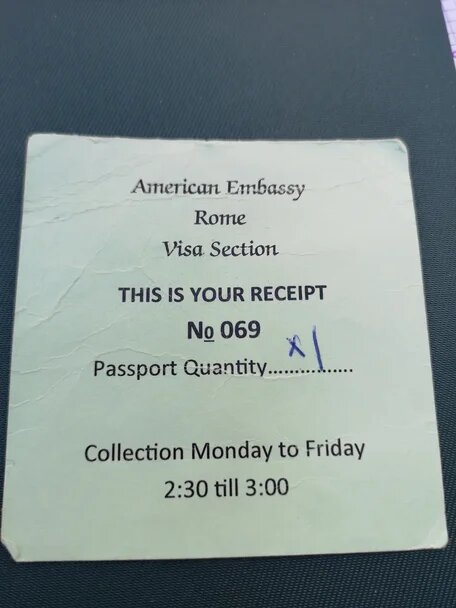 American Embassy
Rome
Visa Section
THIS IS YOUR RECEIPT
No 069
Passport Quantity................ x1
Collection Monday to Friday
2:30 till 3:00